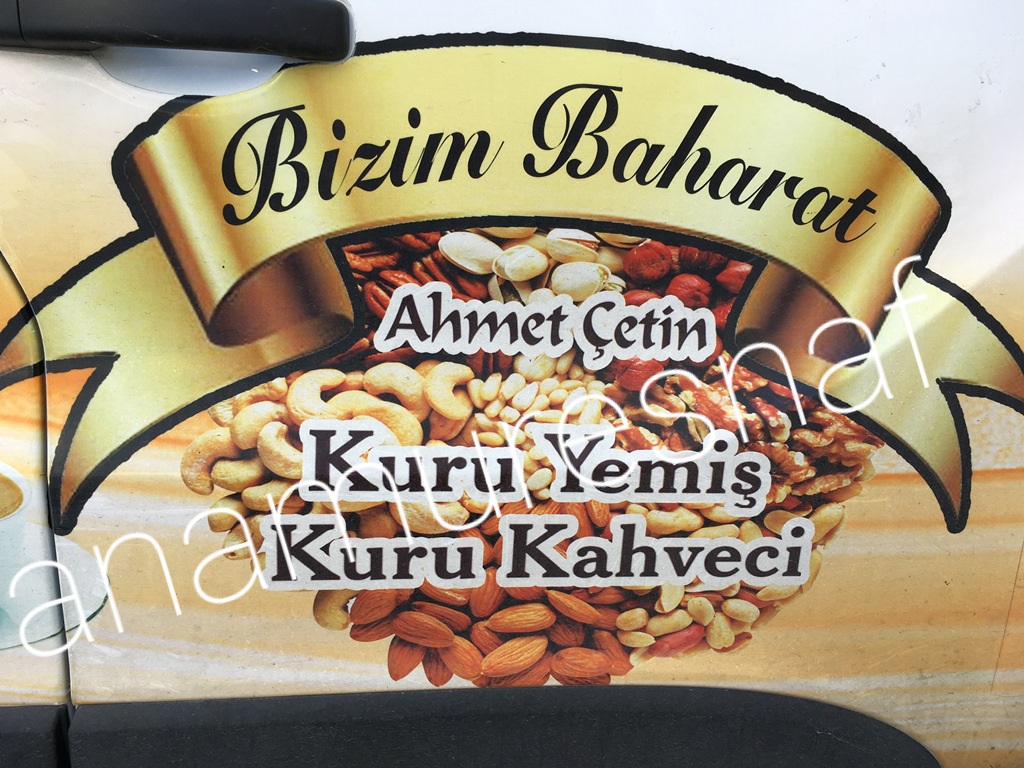 Bizim Baharat
Ahmet Çetin
Kuru Yemiş
Kuru Kahveci
anamuresnaf